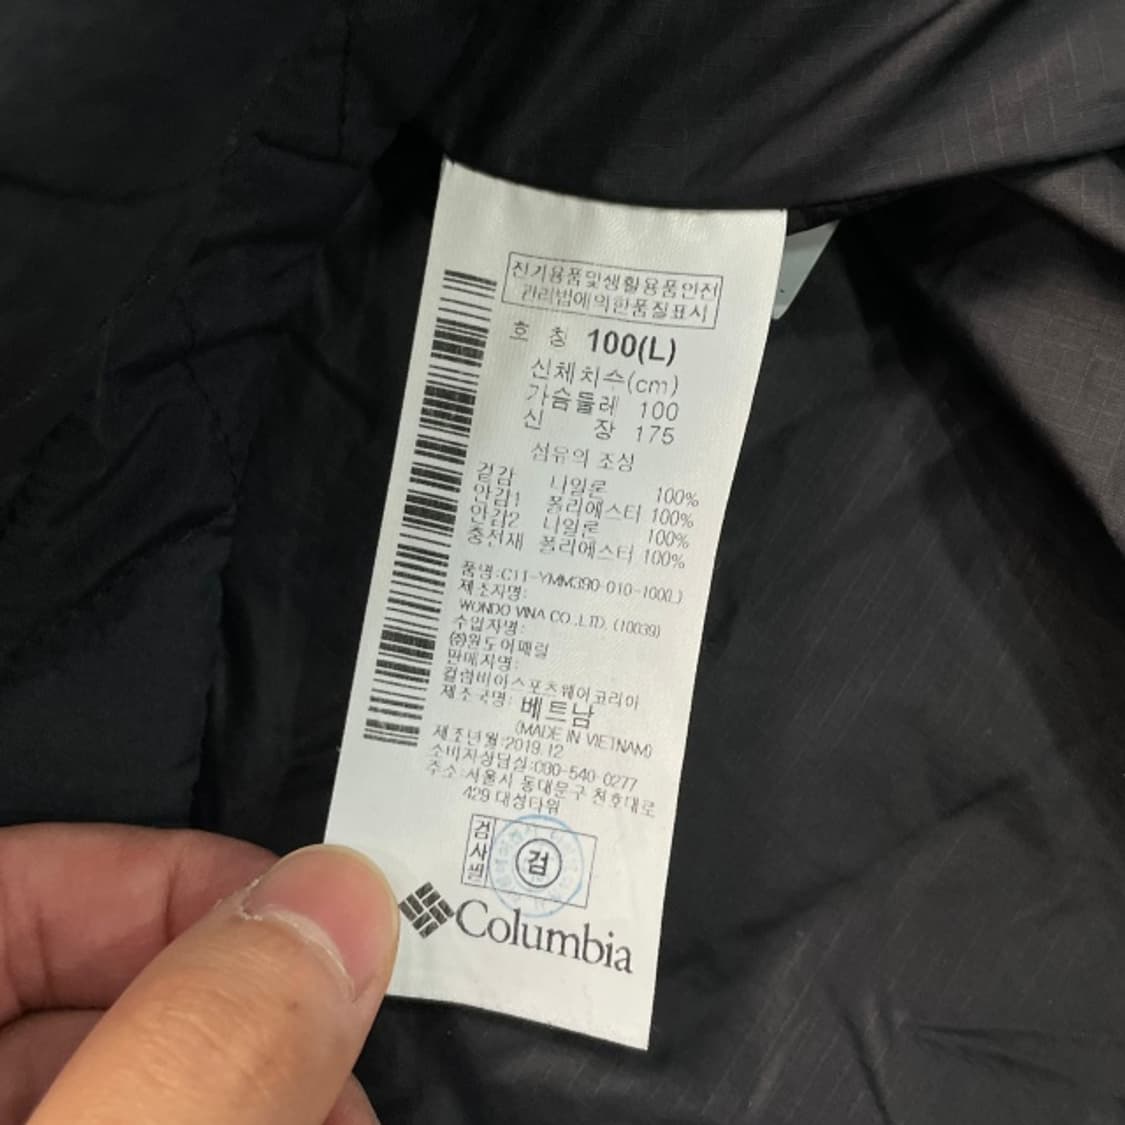 전기용품및생활용품안전
관리법에의한품질표시
호 칭 100(L)
신체치수(cm)
가슴둘레 100
신 장 175
섬유의 조성
겉감 나일론 100%
안감1 폴리에스터 100%
안감2 나일론 100%
충전재 폴리에스터 100%
품명:C11-YMM390-010-100(L)
제조자명:
WONDO VINA CO.,LTD. (10039)
수입자명:
㈜원도어패럴
판매자명:
컬럼비아스포츠웨어코리아
제조국명: 베트남
(MADE IN VIETNAM)
제조년월:2019.12
소비자상담실:080-540-0277
주소:서울시 동대문구 천호대로
429 대성타워
검사필
검
Columbia